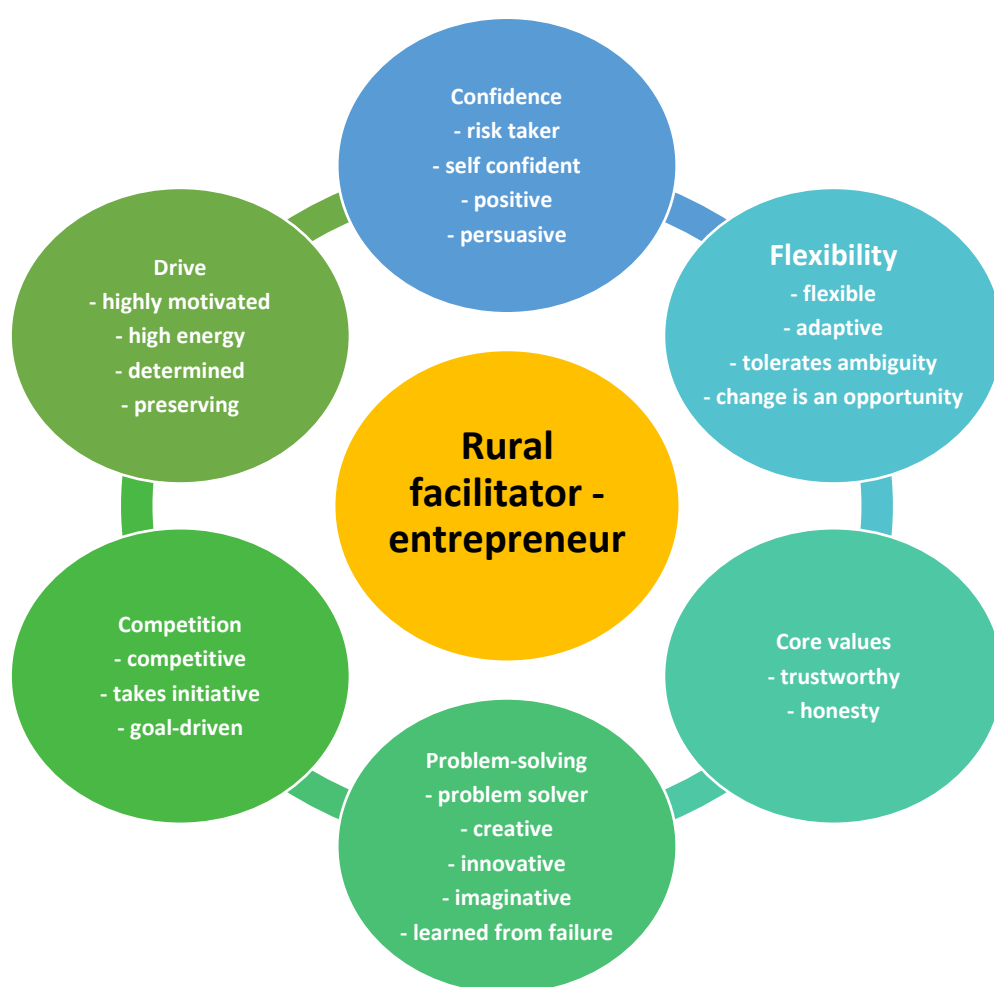 Confidence
- risk taker
- self confident
- positive
- persuasive
Flexibility
- flexible
- adaptive
- tolerates ambiguity
- change is an opportunity
Core values
- trustworthy
- honesty
Problem-solving
- problem solver
- creative
- innovative
- imaginative
- learned from failure
Competition
- competitive
- takes initiative
- goal-driven
Drive
- highly motivated
- high energy
- determined
- preserving
Rural
facilitator -
entrepreneur